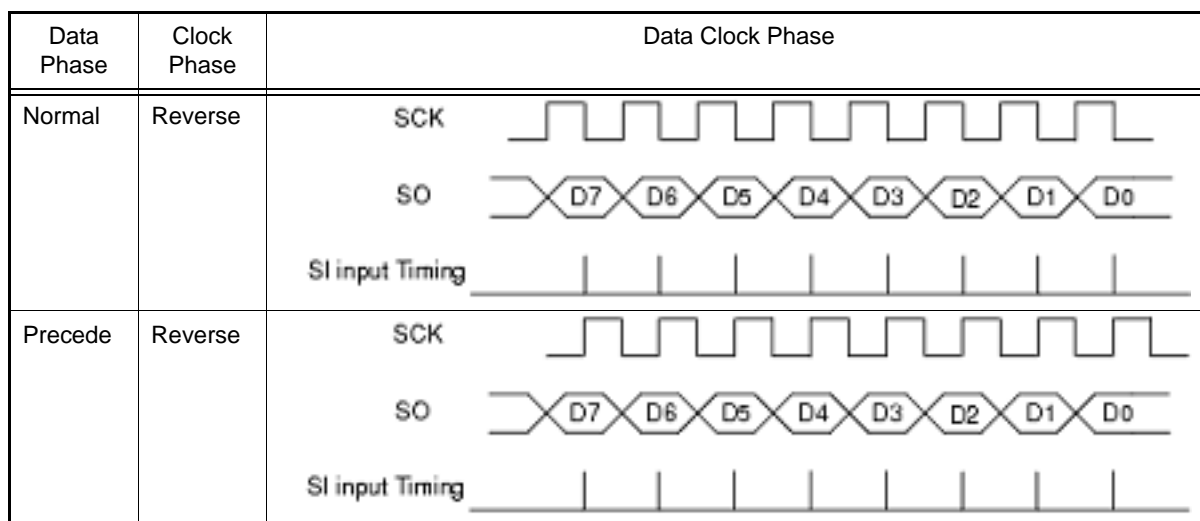 Data Phase
Clock Phase
Data Clock Phase
Normal
Reverse
SCK
SO
D7 D6 D5 D4 D3 D2 D1 D0
SI input Timing
Precede
Reverse
SCK
SO
D7 D6 D5 D4 D3 D2 D1 D0
SI input Timing